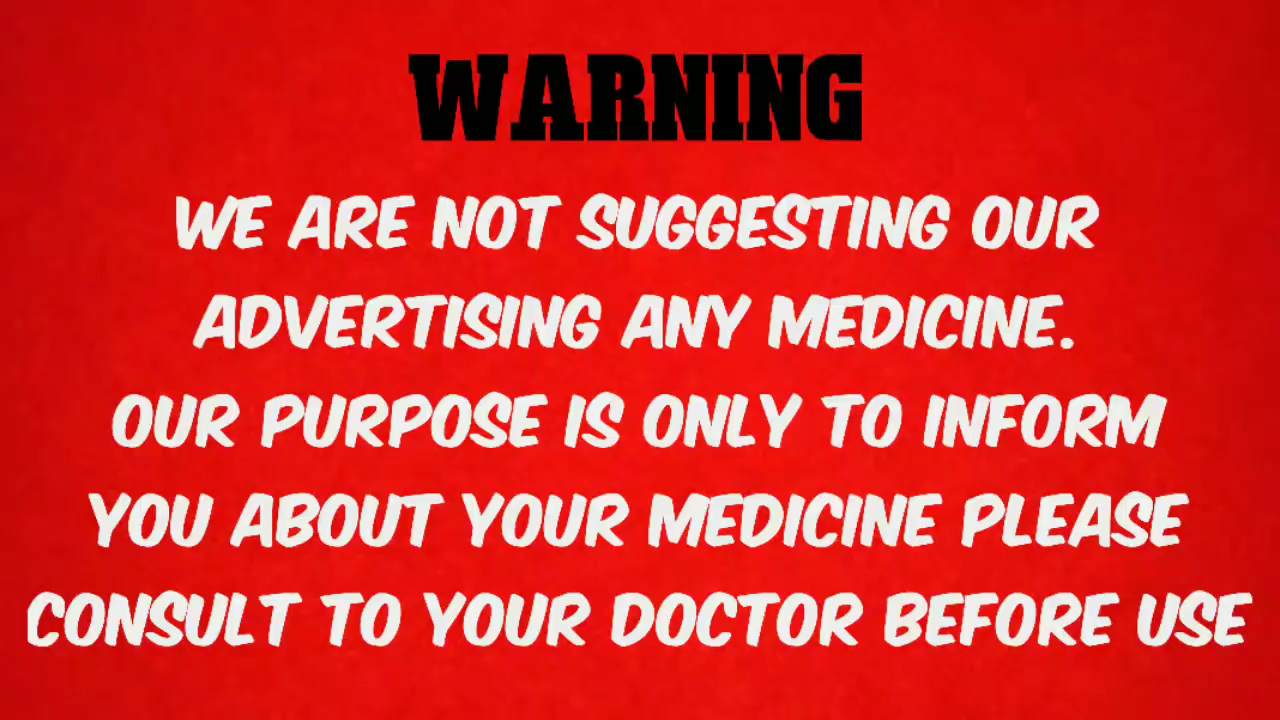 WARNING
WE ARE NOT SUGGESTING OUR
ADVERTISING ANY MEDICINE.
OUR PURPOSE IS ONLY TO INFORM
YOU ABOUT YOUR MEDICINE PLEASE
CONSULT TO YOUR DOCTOR BEFORE USE